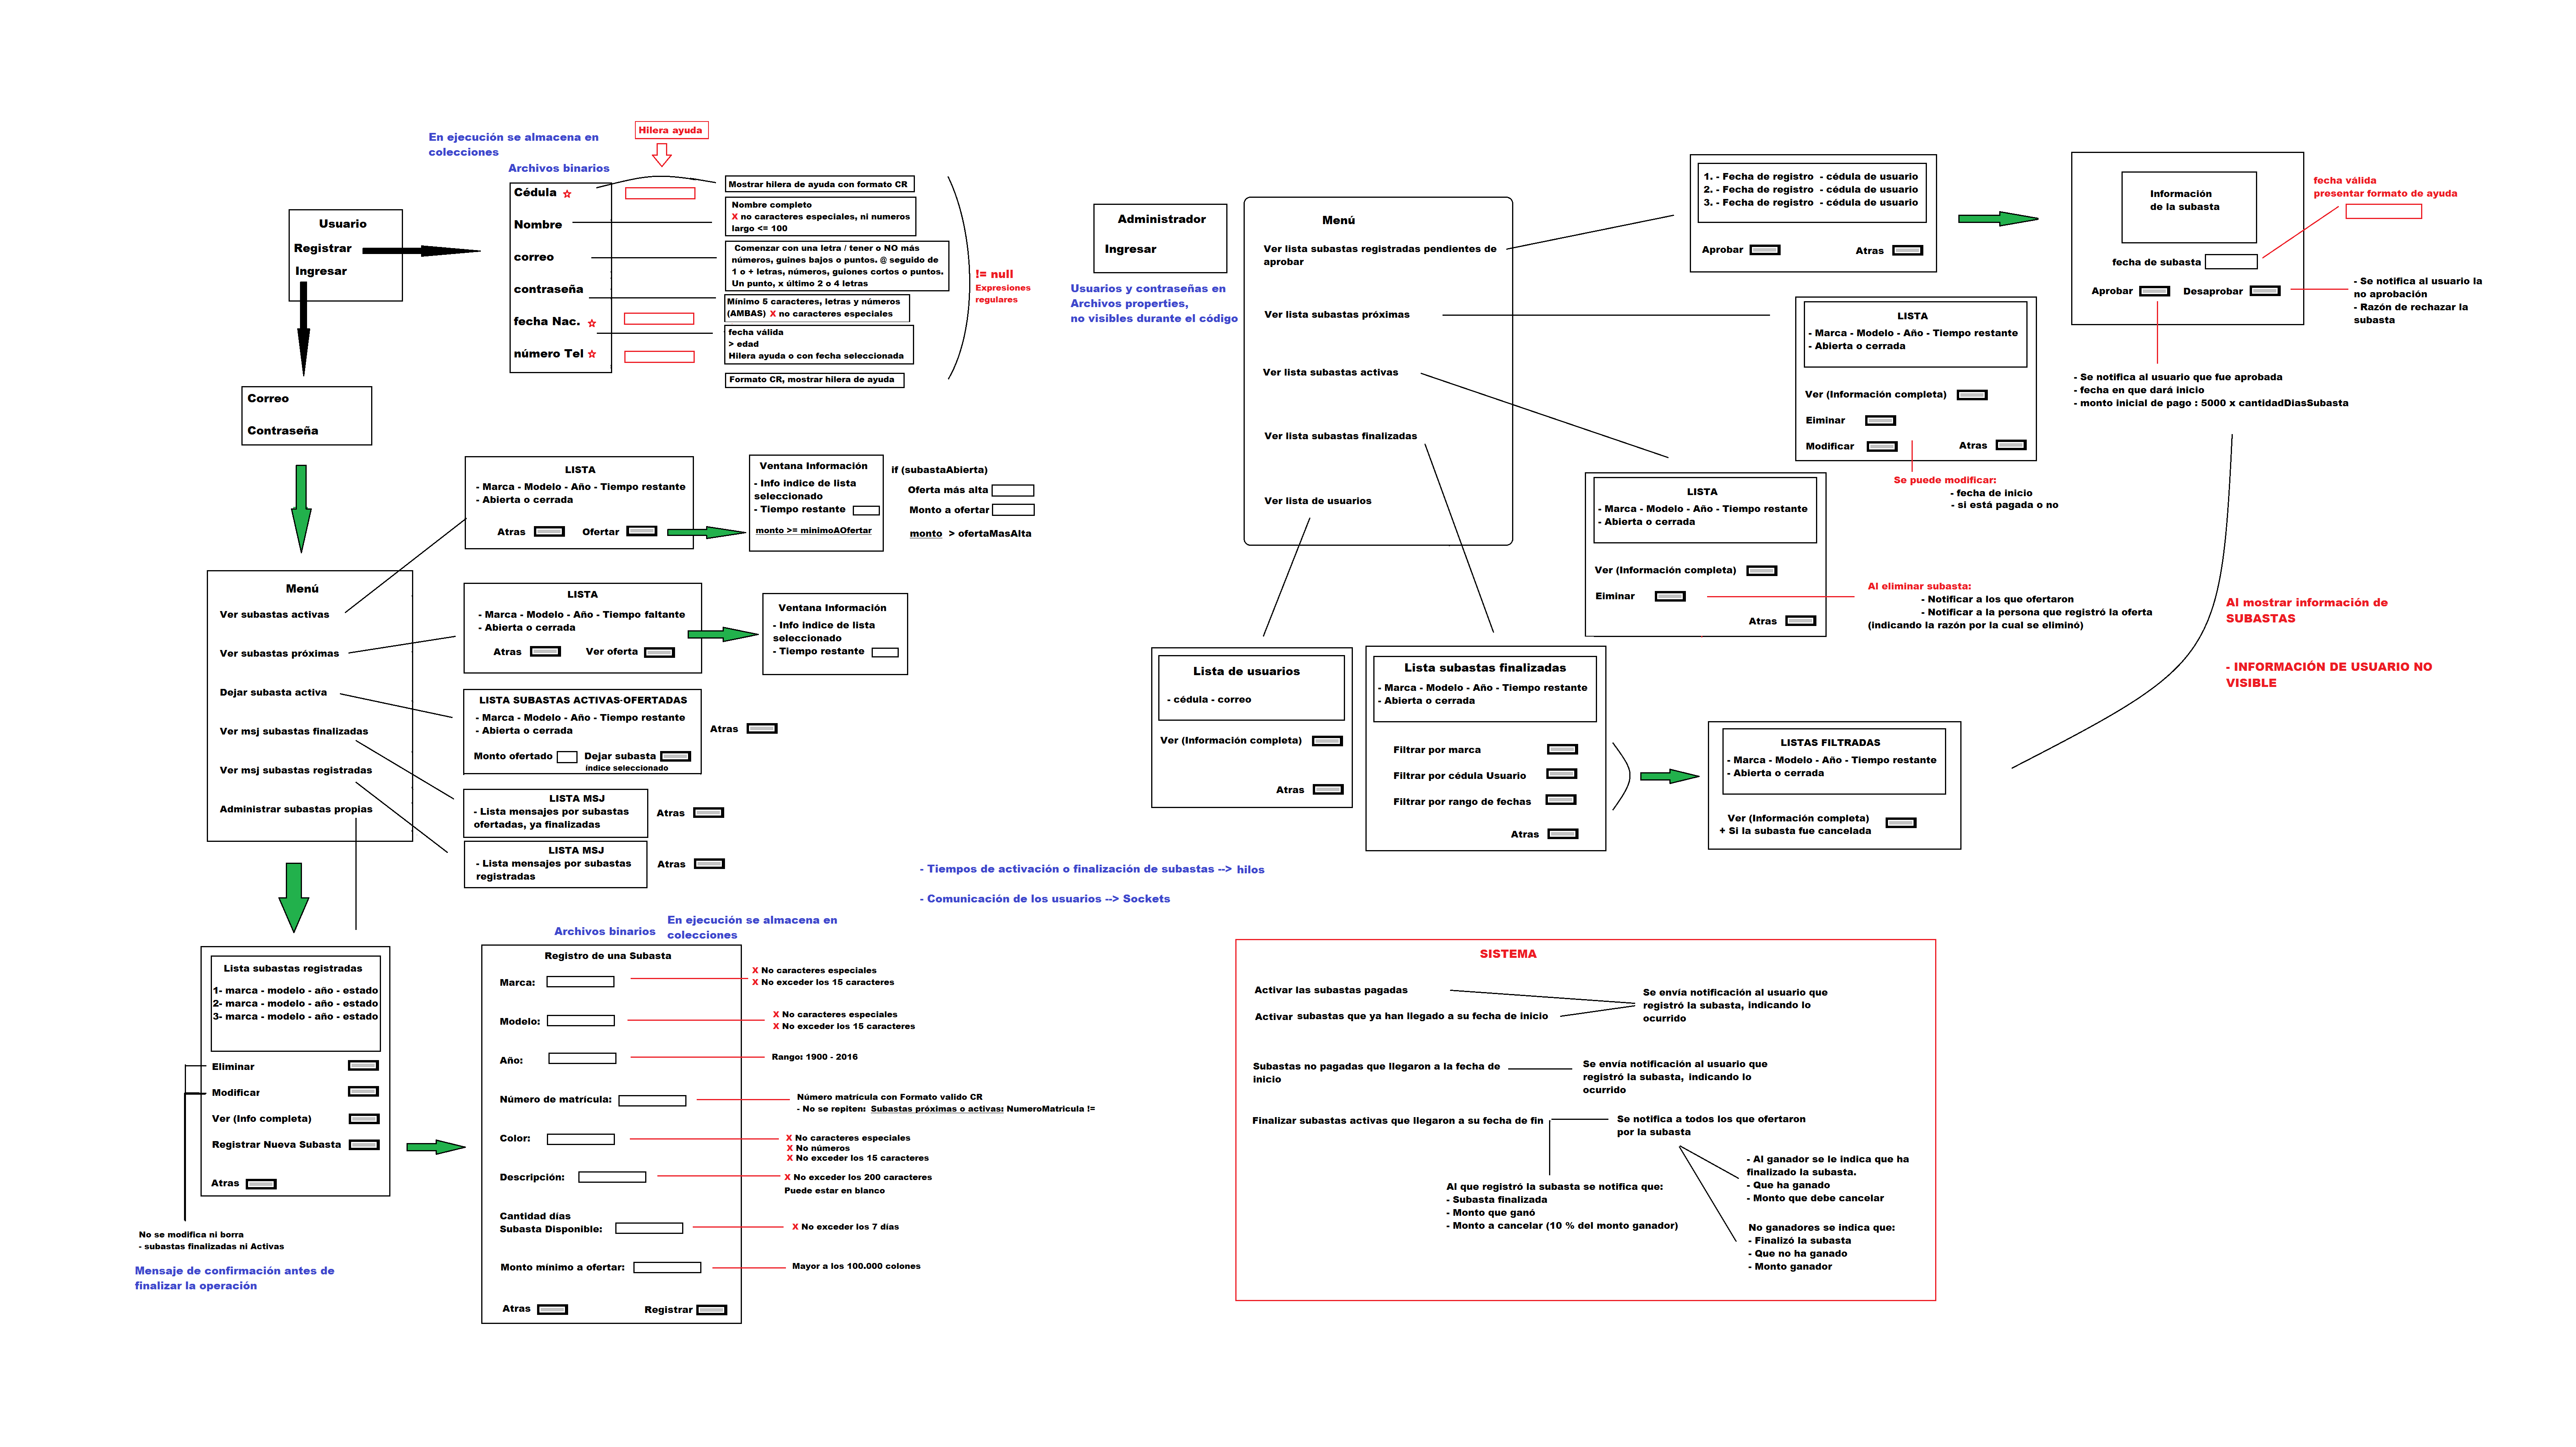 Usuario
Registrar
Ingresar
Correo
Contraseña
En ejecución se almacena en
colecciones
Archivos binarios
Hilera ayuda
Cédula
Nombre
correo
contraseña
fecha Nac.
número Tel
Mostrar hilera de ayuda con formato CR
Nombre completo
X no caracteres especiales, ni numeros
largo <= 100
Comenzar con una letra / tener o NO más
números, guines bajos o puntos. @ seguido de
1 o + letras, números, guiones cortos o puntos.
Un punto, x último 2 o 4 letras
Mínimo 5 caracteres, letras y números
(AMBAS) X no caracteres especiales
fecha válida
> edad
Hilera ayuda o con fecha seleccionada
Formato CR, mostrar hilera de ayuda
!= null
Expresiones
regulares
Menú
Ver subastas activas
Ver subastas próximas
Dejar subasta activa
Ver msj subastas finalizadas
Ver msj subastas registradas
Administrar subastas propias
LISTA
- Marca - Modelo - Año - Tiempo restante
- Abierta o cerrada
Atras
Ofertar
Ventana Información
- Info indice de lista
seleccionado
- Tiempo restante
monto >= minimoAOfertar
if (subastaAbierta)
Oferta más alta
Monto a ofertar
monto > ofertaMasAlta
LISTA
- Marca - Modelo - Año - Tiempo faltante
- Abierta o cerrada
Atras
Ver oferta
Ventana Información
- Info indice de lista
seleccionado
- Tiempo restante
LISTA SUBASTAS ACTIVAS-OFERTADAS
- Marca - Modelo - Año - Tiempo restante
- Abierta o cerrada
Monto ofertado
Dejar subasta
índice seleccionado
Atras
LISTA MSJ
- Lista mensajes por subastas
ofertadas, ya finalizadas
Atras
LISTA MSJ
- Lista mensajes por subastas
registradas
Atras
Lista subastas registradas
1- marca - modelo - año - estado
2- marca - modelo - año - estado
3- marca - modelo - año - estado
Eliminar
Modificar
Ver (Info completa)
Registrar Nueva Subasta
Atras
No se modifica ni borra
- subastas finalizadas ni Activas
Mensaje de confirmación antes de
finalizar la operación
Archivos binarios
En ejecución se almacena en
colecciones
Registro de una Subasta
Marca:
X No caracteres especiales
X No exceder los 15 caracteres
Modelo:
X No caracteres especiales
X No exceder los 15 caracteres
Año:
Rango: 1900 - 2016
Número de matrícula:
Número matrícula con Formato valido CR
- No se repiten: Subastas próximas o activas: NumeroMatricula !=
Color:
X No caracteres especiales
X No números
X No exceder los 15 caracteres
Descripción:
X No exceder los 200 caracteres
Puede estar en blanco
Cantidad días
Subasta Disponible:
X No exceder los 7 días
Monto mínimo a ofertar:
Mayor a los 100.000 colones
Atras
Registrar
- Tiempos de activación o finalización de subastas --> hilos
- Comunicación de los usuarios --> Sockets
Administrador
Ingresar
Usuarios y contraseñas en
Archivos properties,
no visibles durante el código
Menú
Ver lista subastas registradas pendientes de
aprobar
Ver lista subastas próximas
Ver lista subastas activas
Ver lista subastas finalizadas
Ver lista de usuarios
1. - Fecha de registro - cédula de usuario
2. - Fecha de registro - cédula de usuario
3. - Fecha de registro - cédula de usuario
Aprobar
Atras
Información
de la subasta
fecha de subasta
Aprobar
Desaprobar
fecha válida
presentar formato de ayuda
- Se notifica al usuario la
no aprobación
- Razón de rechazar la
subasta
- Se notifica al usuario que fue aprobada
- fecha en que dará inicio
- monto inicial de pago : 5000 x cantidadDiasSubasta
LISTA
- Marca - Modelo - Año - Tiempo restante
- Abierta o cerrada
Ver (Información completa)
Eiminar
Modificar
Atras
Se puede modificar:
- fecha de inicio
- si está pagada o no
LISTA
- Marca - Modelo - Año - Tiempo restante
- Abierta o cerrada
Ver (Información completa)
Eiminar
Atras
Al eliminar subasta:
- Notificar a los que ofertaron
- Notificar a la persona que registró la oferta
(indicando la razón por la cual se eliminó)
Al mostrar información de
SUBASTAS
- INFORMACIÓN DE USUARIO NO
VISIBLE
Lista de usuarios
- cédula - correo
Ver (Información completa)
Atras
Lista subastas finalizadas
- Marca - Modelo - Año - Tiempo restante
- Abierta o cerrada
Filtrar por marca
Filtrar por cédula Usuario
Filtrar por rango de fechas
Atras
LISTAS FILTRADAS
- Marca - Modelo - Año - Tiempo restante
- Abierta o cerrada
Ver (Información completa)
+ Si la subasta fue cancelada
SISTEMA
Activar las subastas pagadas
Activar subastas que ya han llegado a su fecha de inicio
Se envía notificación al usuario que
registró la subasta, indicando lo
ocurrido
Subastas no pagadas que llegaron a la fecha de
inicio
Se envía notificación al usuario que
registró la subasta, indicando lo
ocurrido
Finalizar subastas activas que llegaron a su fecha de fin
Se notifica a todos los que ofertaron
por la subasta
Al que registró la subasta se notifica que:
- Subasta finalizada
- Monto que ganó
- Monto a cancelar (10 % del monto ganador)
- Al ganador se le indica que ha
finalizado la subasta.
- Que ha ganado
- Monto que debe cancelar
No ganadores se indica que:
- Finalizó la subasta
- Que no ha ganado
- Monto ganador